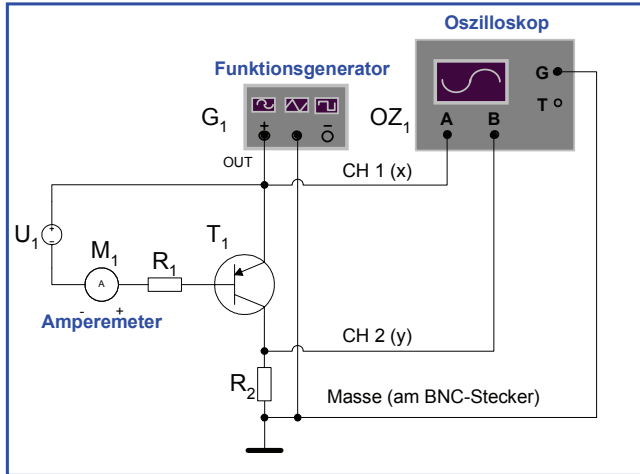 Oszilloskop
Funktionsgenerator
G
T
G₁
OZ₁
A B
+ –
OUT
CH 1 (x)
+
–
U₁
T₁
M₁
R₁
A
- +
Amperemeter
CH 2 (y)
R₂
Masse (am BNC-Stecker)